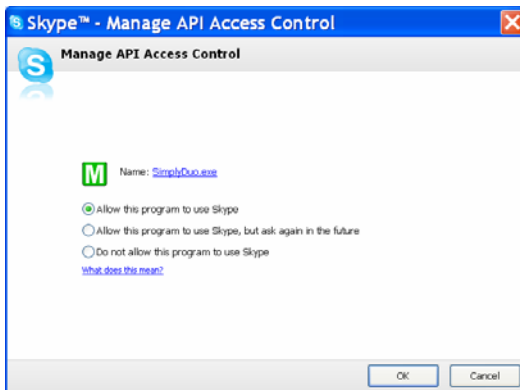 Skype™ - Manage API Access Control
Manage API Access Control
M Name: SimplyDuo.exe
Allow this program to use Skype
Allow this program to use Skype, but ask again in the future
Do not allow this program to use Skype
What does this mean?
OK Cancel